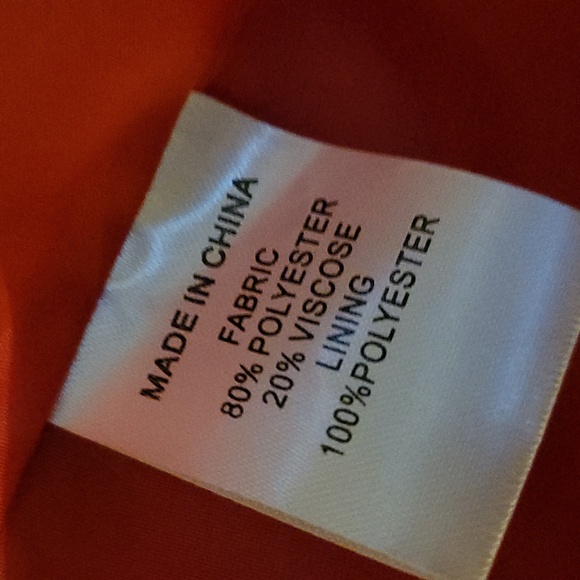 MADE IN CHINA
FABRIC
80% POLYESTER
20% VISCOSE
LINING
100%POLYESTER